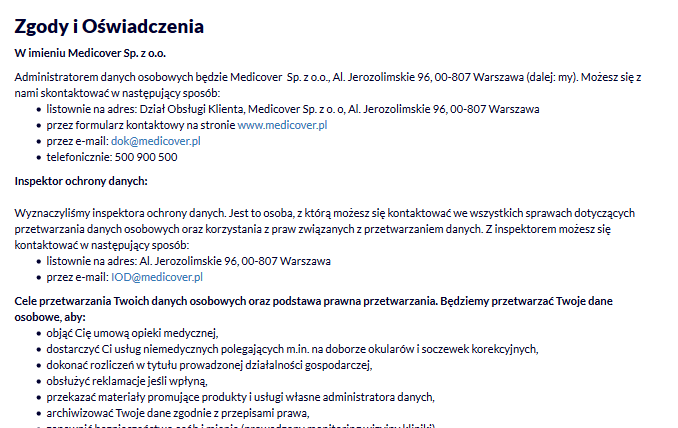 Zgody i Oświadczenia
W imieniu Medicover Sp. z o.o.
Administratorem danych osobowych będzie Medicover Sp. z o.o., Al. Jerozolimskie 96, 00-807 Warszawa (dalej: my). Możesz się z
nami skontaktować w następujący sposób:
• listownie na adres: Dział Obsługi Klienta, Medicover Sp. z o. o, Al. Jerozolimskie 96, 00-807 Warszawa
• przez formularz kontaktowy na stronie www.medicover.pl
• przez e-mail: dok@medicover.pl
• telefonicznie: 500 900 500
Inspektor ochrony danych:
Wyznaczyliśmy inspektora ochrony danych. Jest to osoba, z którą możesz się kontaktować we wszystkich sprawach dotyczących
przetwarzania danych osobowych oraz korzystania z praw związanych z przetwarzaniem danych. Z inspektorem możesz się
kontaktować w następujący sposób:
• listownie na adres: Al. Jerozolimskie 96, 00-807 Warszawa
• przez e-mail: IOD@medicover.pl
Cele przetwarzania Twoich danych osobowych oraz podstawa prawna przetwarzania. Będziemy przetwarzać Twoje dane
osobowe, aby:
• objąć Cię umową opieki medycznej,
• dostarczyć Ci usług niemedycznych polegających m.in. na doborze okularów i soczewek korekcyjnych,
• dokonać rozliczeń w tytułu prowadzonej działalności gospodarczej,
• obsłużyć reklamacje jeśli wpłyną,
• przekazać materiały promujące produkty i usługi własne administratora danych,
• archiwizować Twoje dane zgodnie z przepisami prawa,